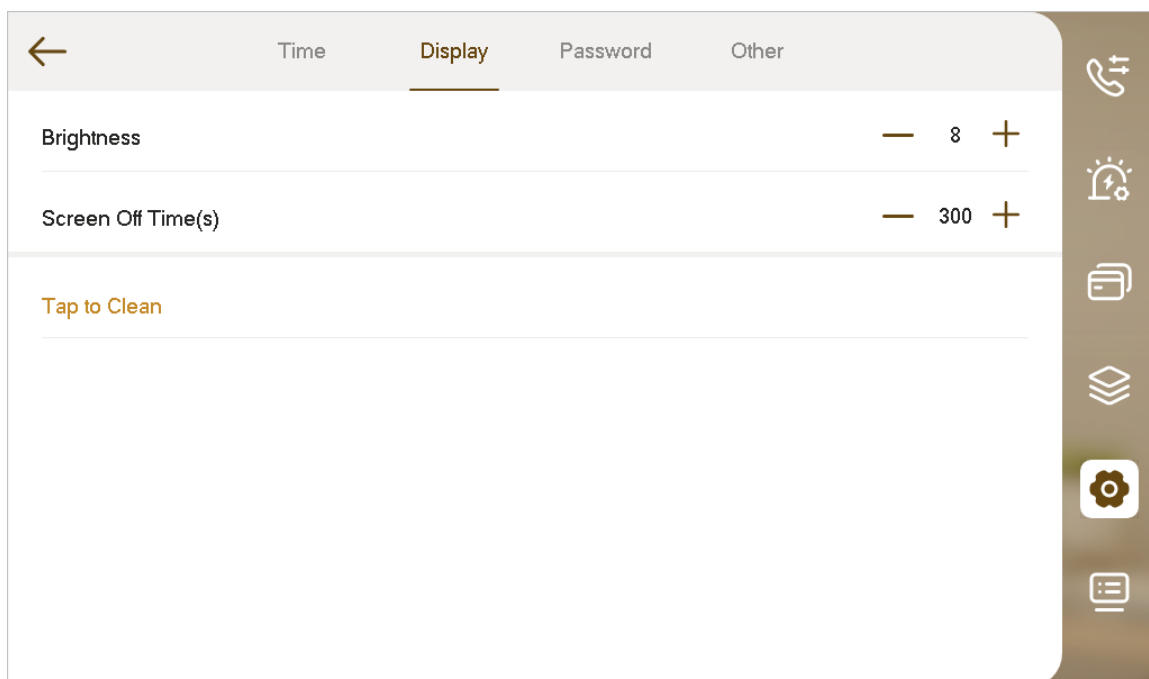 Time Display Password Other
Brightness 8
Screen Off Time(s) 300
Tap to Clean